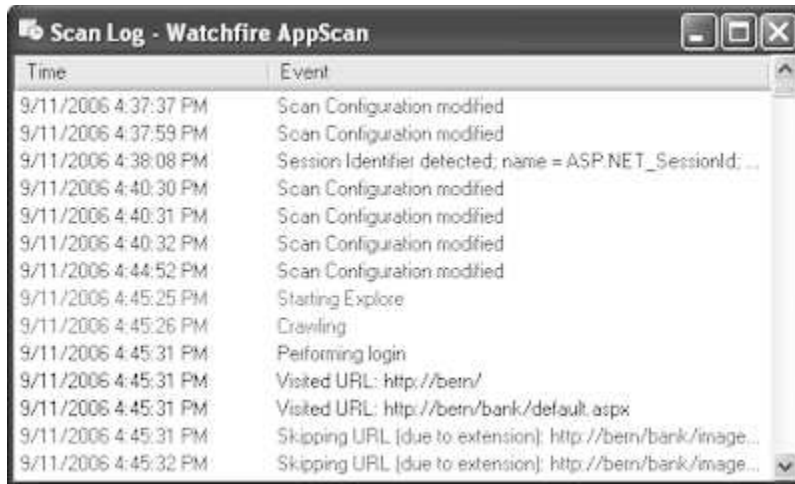 Scan Log - Watchfire AppScan
Time Event
9/11/2006 4:37:37 PM Scan Configuration modified
9/11/2006 4:37:59 PM Scan Configuration modified
9/11/2006 4:38:08 PM Session Identifier detected; name = ASP.NET_SessionId; ...
9/11/2006 4:40:30 PM Scan Configuration modified
9/11/2006 4:40:31 PM Scan Configuration modified
9/11/2006 4:40:32 PM Scan Configuration modified
9/11/2006 4:44:52 PM Scan Configuration modified
9/11/2006 4:45:25 PM Starting Explore
9/11/2006 4:45:26 PM Crawling
9/11/2006 4:45:31 PM Performing login
9/11/2006 4:45:31 PM Visited URL: http://bern/
9/11/2006 4:45:31 PM Visited URL: http://bern/bank/default.aspx
9/11/2006 4:45:31 PM Skipping URL (due to extension): http://bern/bank/image...
9/11/2006 4:45:32 PM Skipping URL (due to extension): http://bern/bank/image...